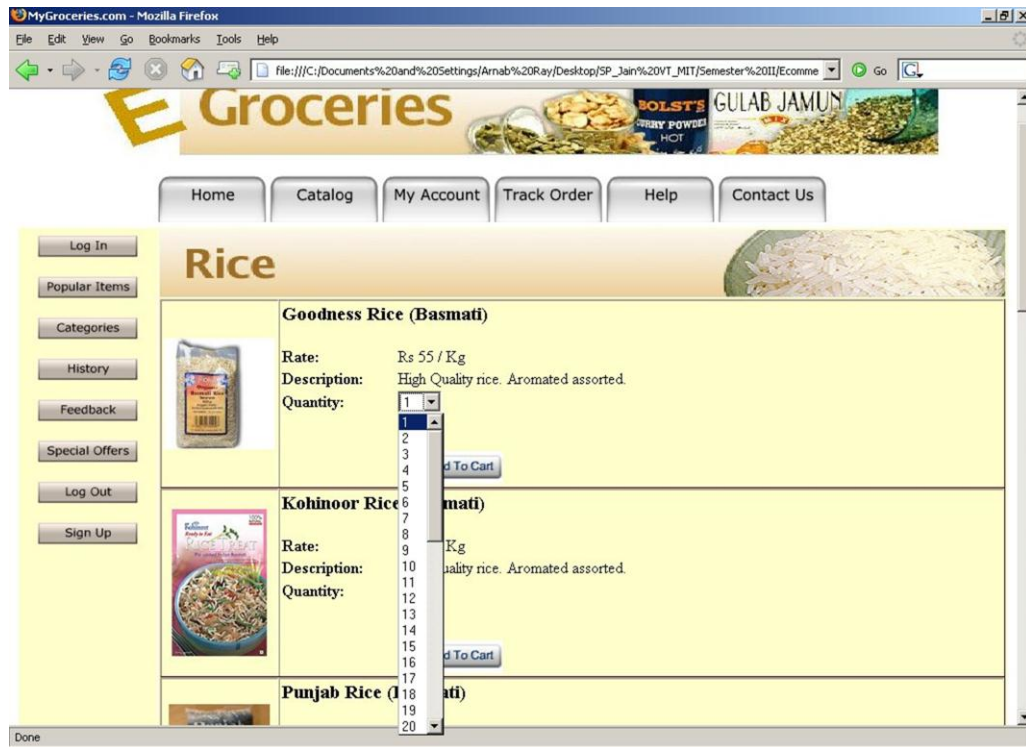 MyGroceries.com - Mozilla Firefox
File Edit View Go Bookmarks Tools Help
file:///C:/Documents%20and%20Settings/Arnab%20Ray/Desktop/SP_Jain%20VT_MIT/Semester%20II/Ecomme Go G
E Groceries
BOLST'S
CURRY POWDER
HOT
GULAB JAMUN
Home Catalog My Account Track Order Help Contact Us
Log In
Popular Items
Categories
History
Feedback
Special Offers
Log Out
Sign Up
Rice
Goodness Rice (Basmati)
Rate: Rs 55 / Kg
Description: High Quality rice. Aromated assorted.
Quantity: 1
1
2
3
4
5
6
7
8
9
10
11
12
13
14
15
16
17
18
19
20
d To Cart
Kohinoor Rice mati)
Rate: Kg
Description: uality rice. Aromated assorted.
Quantity:
d To Cart
RICE TREAT
Punjab Rice ( ati)
Done